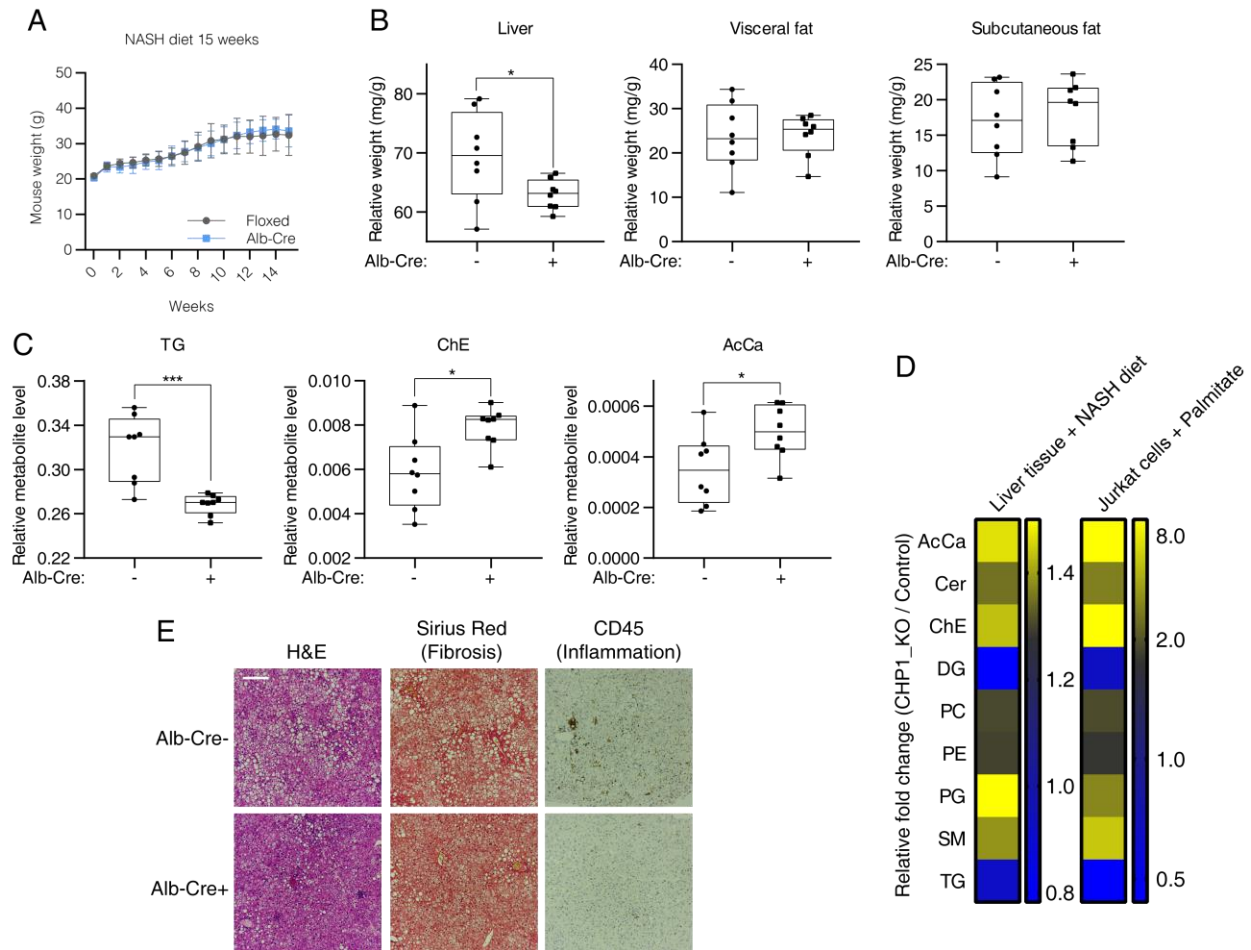 A
NASH diet 15 weeks
Mouse weight (g)
50
40
30
20
10
0
Floxed
Alb-Cre
0
2
4
6
8
10
12
14
Weeks
B
Liver
Relative weight (mg/g)
80
70
60
*
Alb-Cre:
-
+
Visceral fat
Relative weight (mg/g)
40
30
20
10
0
-
+
Subcutaneous fat
Relative weight (mg/g)
25
20
15
10
5
0
Alb-Cre:
-
+
C
TG
Relative metabolite level
0.38
0.34
0.30
0.26
0.22
***
Alb-Cre:
-
+
ChE
Relative metabolite level
0.010
0.008
0.006
0.004
0.002
*
Alb-Cre:
-
+
AcCa
Relative metabolite level
0.0006
0.0004
0.0002
0.0000
*
Alb-Cre:
-
+
D
Liver tissue + NASH diet
Jurkat cells + Palmitate
Relative fold change (CHP1_KO / Control)
AcCa
Cer
ChE
DG
PC
PE
PG
SM
TG
1.4
1.2
1.0
0.8
8.0
2.0
1.0
0.5
E
H&E
Sirius Red
(Fibrosis)
CD45
(Inflammation)
Alb-Cre-
Alb-Cre+